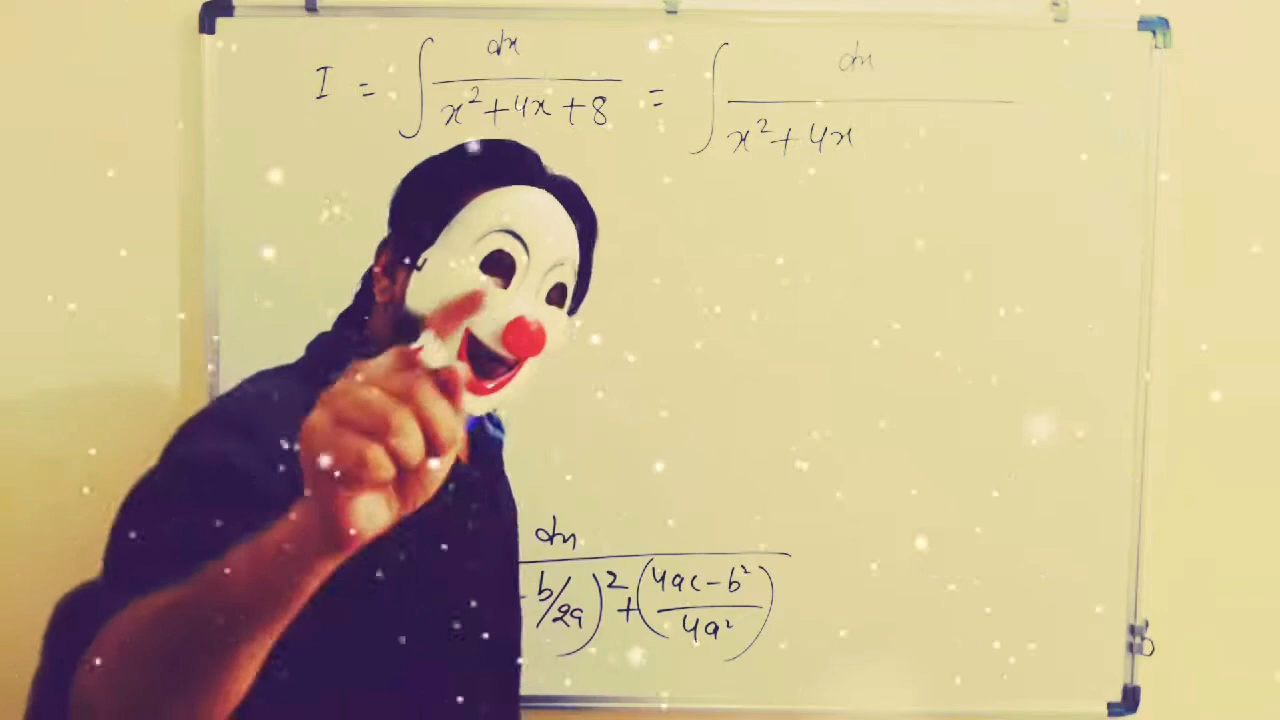 I = ∫ dx / x² + 4x + 8 = ∫ dx / x² + 4x
dx / b/2a)² + (4ac - b² / 4a²)